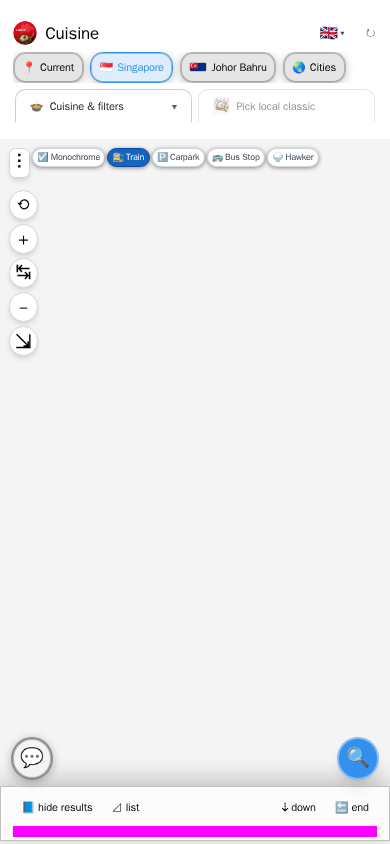 Cuisine
Current
Singapore
Johor Bahru
Cities
Cuisine & filters
Pick local classic
Monochrome
Train
Carpark
Bus Stop
Hawker
hide results
list
down
end